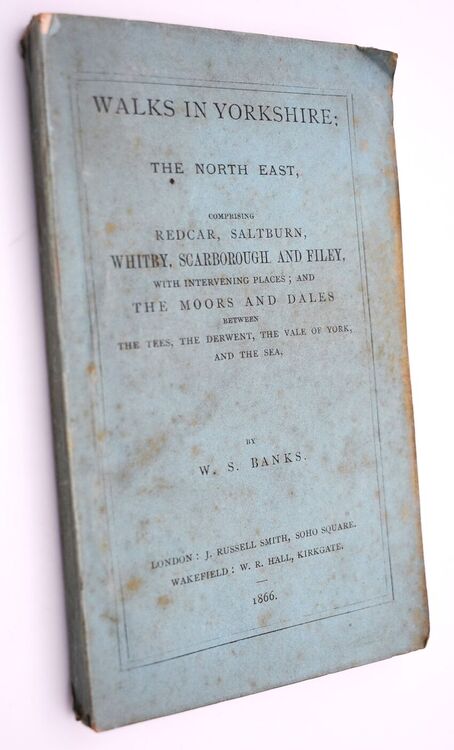 WALKS IN YORKSHIRE;
THE NORTH EAST,
COMPRISING
REDCAR, SALTBURN,
WHITBY, SCARBOROUGH AND FILEY,
WITH INTERVENING PLACES; AND
THE MOORS AND DALES
BETWEEN
THE TEES, THE DERWENT, THE VALE OF YORK,
AND THE SEA,
BY
W. S. BANKS.
LONDON: J. RUSSELL SMITH, SOHO SQUARE.
WAKEFIELD: W. R. HALL, KIRKGATE.
1866.